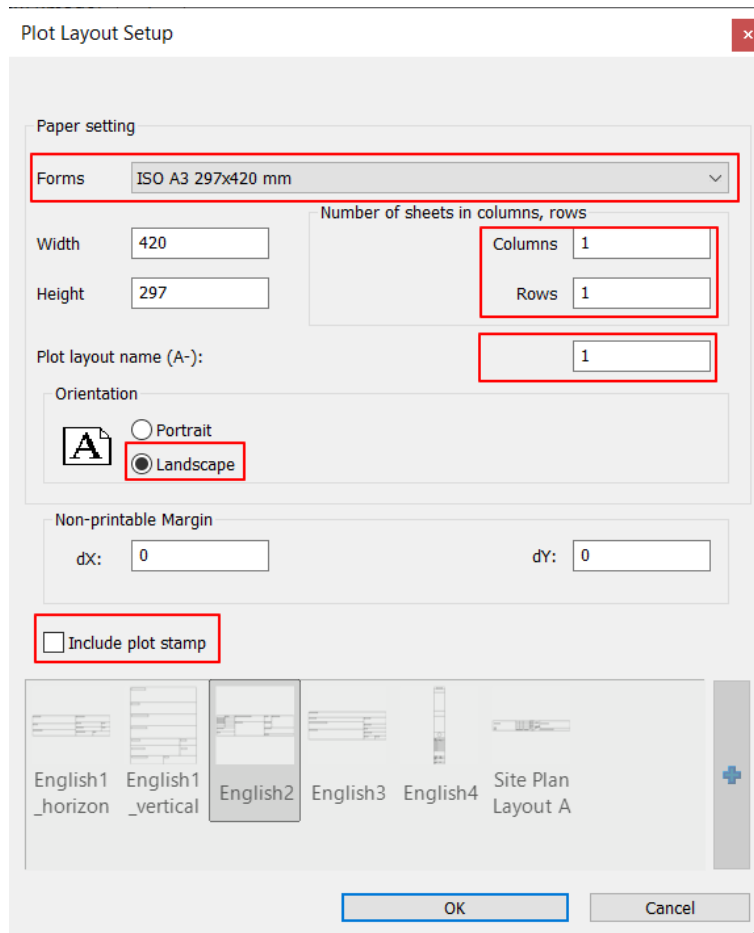 Plot Layout Setup
Paper setting
Forms ISO A3 297x420 mm
Number of sheets in columns, rows
Width 420 Columns 1
Height 297 Rows 1
Plot layout name (A-): 1
Orientation
A
Portrait
Landscape
Non-printable Margin
dX: 0 dY: 0
Include plot stamp
English1
_horizon
English1
_vertical
English2
English3
English4
Site Plan
Layout A
OK Cancel